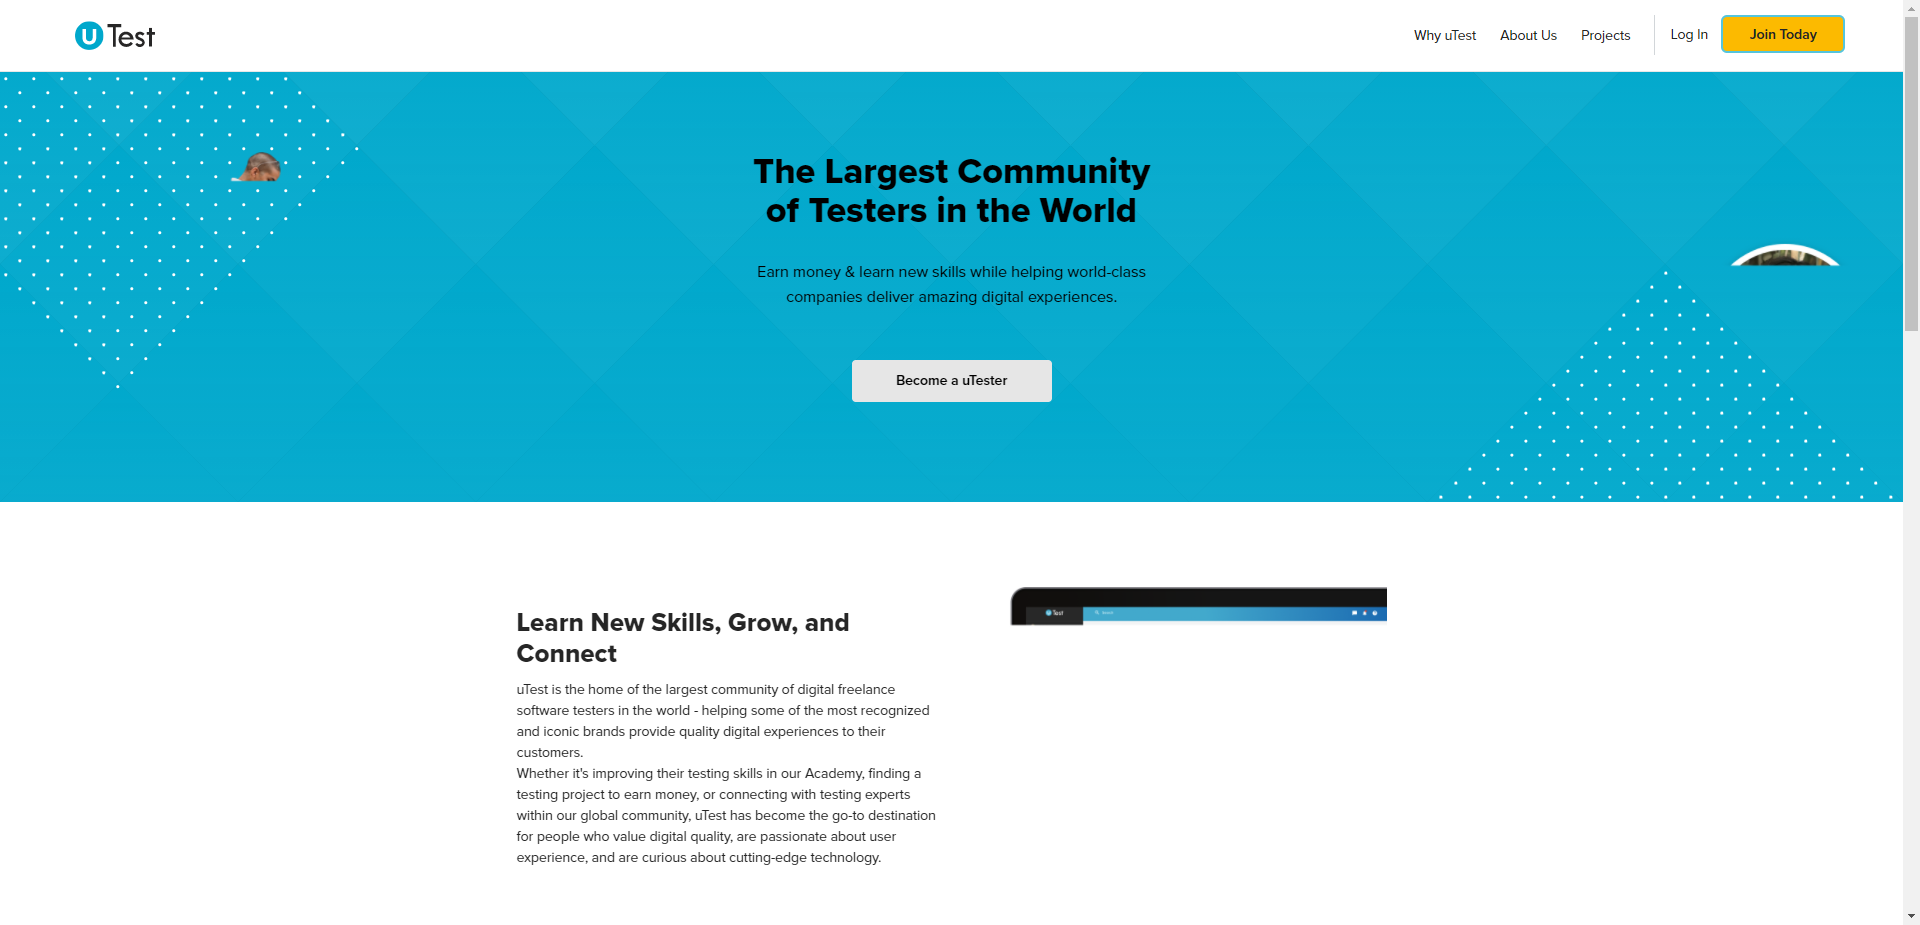 uTest
Why uTest
About Us
Projects
Log In
Join Today
The Largest Community
of Testers in the World
Earn money & learn new skills while helping world-class
companies deliver amazing digital experiences.
Become a uTester
Learn New Skills, Grow, and
Connect
uTest is the home of the largest community of digital freelance
software testers in the world - helping some of the most recognized
and iconic brands provide quality digital experiences to their
customers.
Whether it's improving their testing skills in our Academy, finding a
testing project to earn money, or connecting with testing experts
within our global community, uTest has become the go-to destination
for people who value digital quality, are passionate about user
experience, and are curious about cutting-edge technology.
uTest